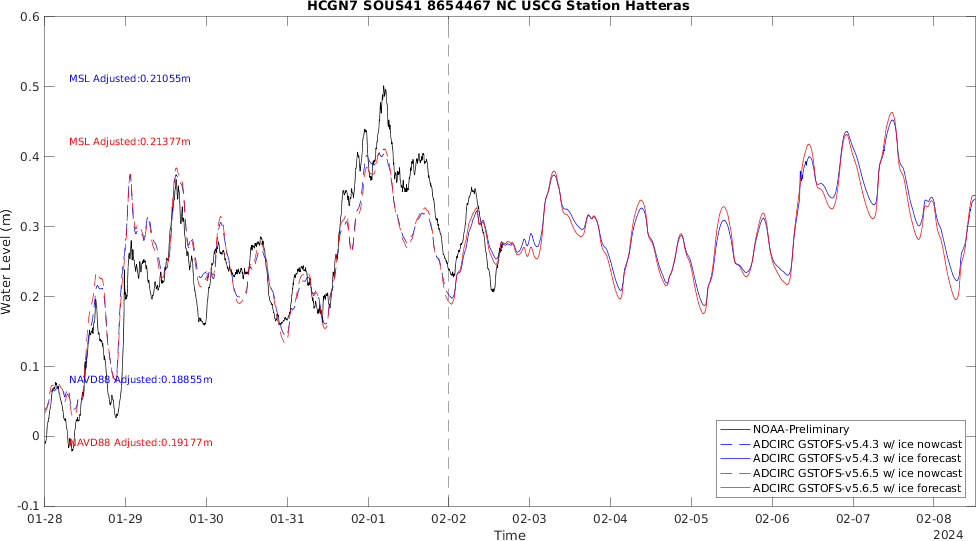 HCGN7 SOUS41 8654467 NC USCG Station Hatteras
0.6
0.5
0.4
0.3
0.2
0.1
0
-0.1
Water Level (m)
MSL Adjusted:0.21055m
MSL Adjusted:0.21377m
NAVD88 Adjusted:0.18855m
NAVD88 Adjusted:0.19177m
NOAA-Preliminary
ADCIRC GSTOFS-v5.4.3 w/ ice nowcast
ADCIRC GSTOFS-v5.4.3 w/ ice forecast
ADCIRC GSTOFS-v5.6.5 w/ ice nowcast
ADCIRC GSTOFS-v5.6.5 w/ ice forecast
01-28 01-29 01-30 01-31 02-01 02-02 02-03 02-04 02-05 02-06 02-07 02-08
Time
2024